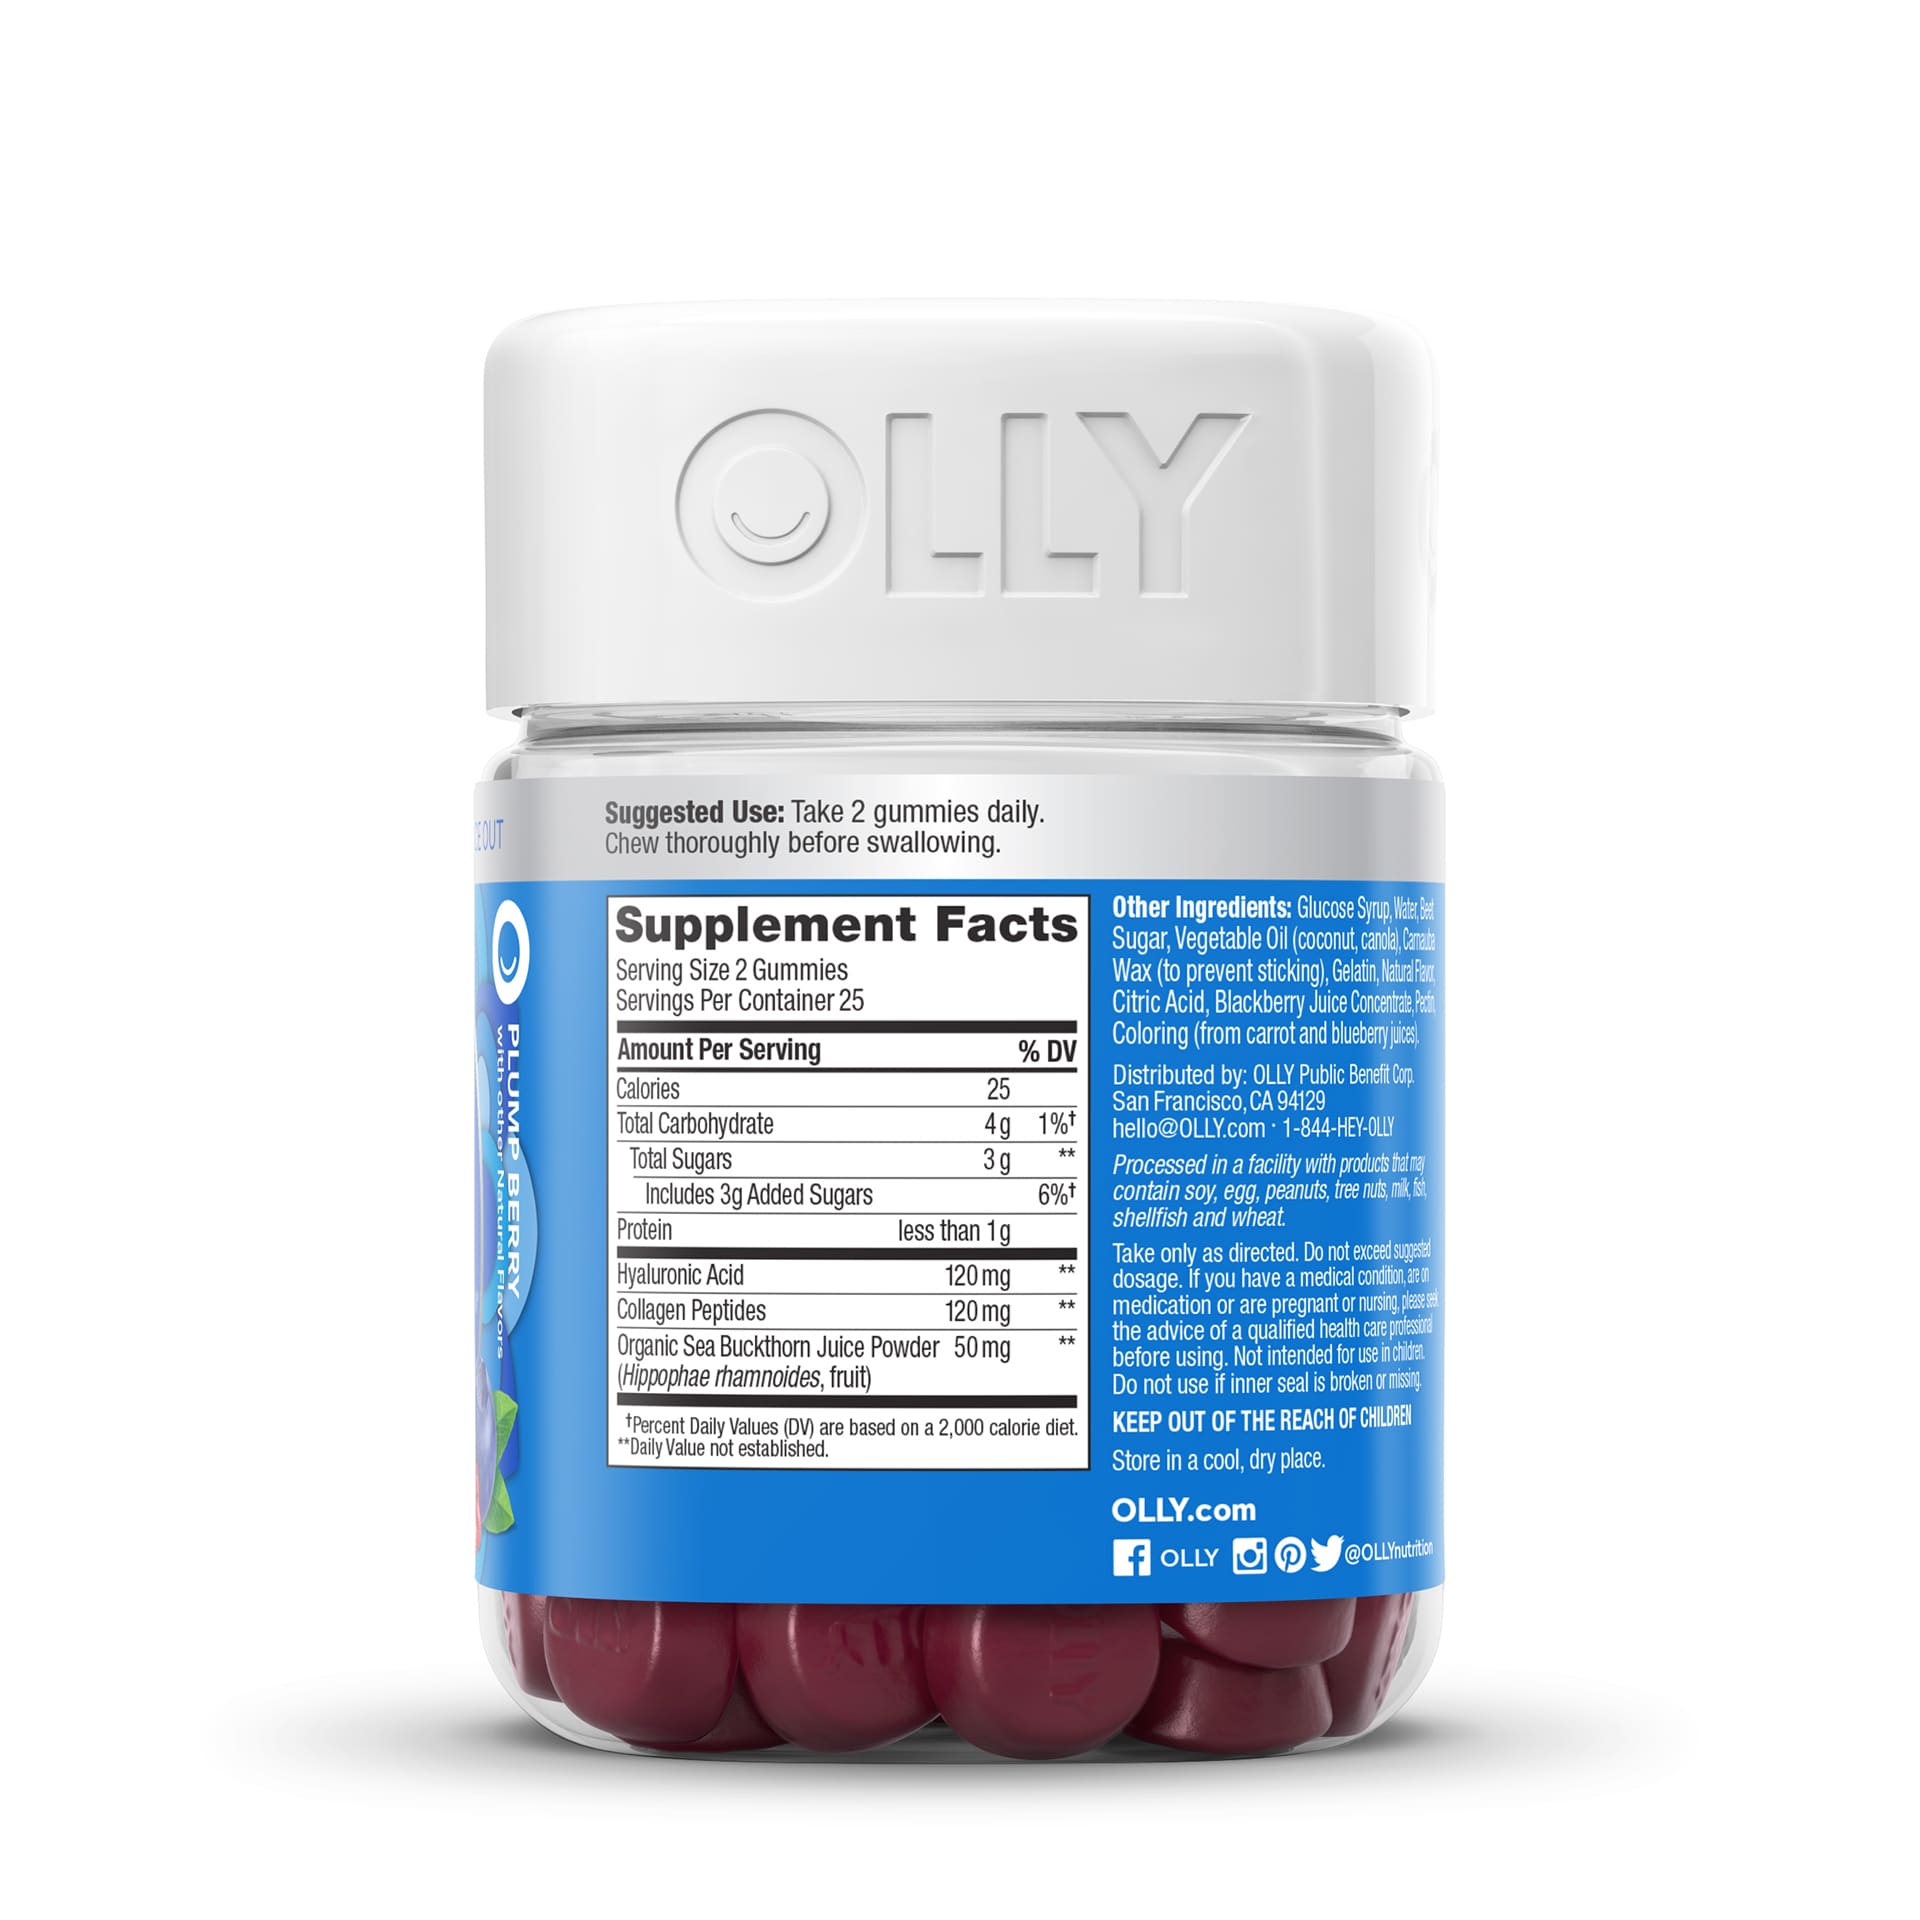 OLLY
Suggested Use: Take 2 gummies daily.
Chew thoroughly before swallowing.
OUT
PLUMP BERRY
with other Natural Flavors
Supplement Facts
Serving Size 2 Gummies
Servings Per Container 25
Amount Per Serving % DV
Calories 25
Total Carbohydrate 4 g 1%†
Total Sugars 3 g **
Includes 3g Added Sugars 6%†
Protein less than 1 g
Hyaluronic Acid 120 mg **
Collagen Peptides 120 mg **
Organic Sea Buckthorn Juice Powder 50 mg **
(Hippophae rhamnoides, fruit)
†Percent Daily Values (DV) are based on a 2,000 calorie diet.
**Daily Value not established.
Other Ingredients: Glucose Syrup, Water, Beet
Sugar, Vegetable Oil (coconut, canola), Carnauba
Wax (to prevent sticking), Gelatin, Natural Flavor,
Citric Acid, Blackberry Juice Concentrate, Pectin,
Coloring (from carrot and blueberry juices).
Distributed by: OLLY Public Benefit Corp.
San Francisco, CA 94129
hello@OLLY.com · 1-844-HEY-OLLY
Processed in a facility with products that may
contain soy, egg, peanuts, tree nuts, milk, fish,
shellfish and wheat.
Take only as directed. Do not exceed suggested
dosage. If you have a medical condition, are on
medication or are pregnant or nursing, please seek
the advice of a qualified health care professional
before using. Not intended for use in children.
Do not use if inner seal is broken or missing.
KEEP OUT OF THE REACH OF CHILDREN
Store in a cool, dry place.
OLLY.com
OLLY @OLLYnutrition